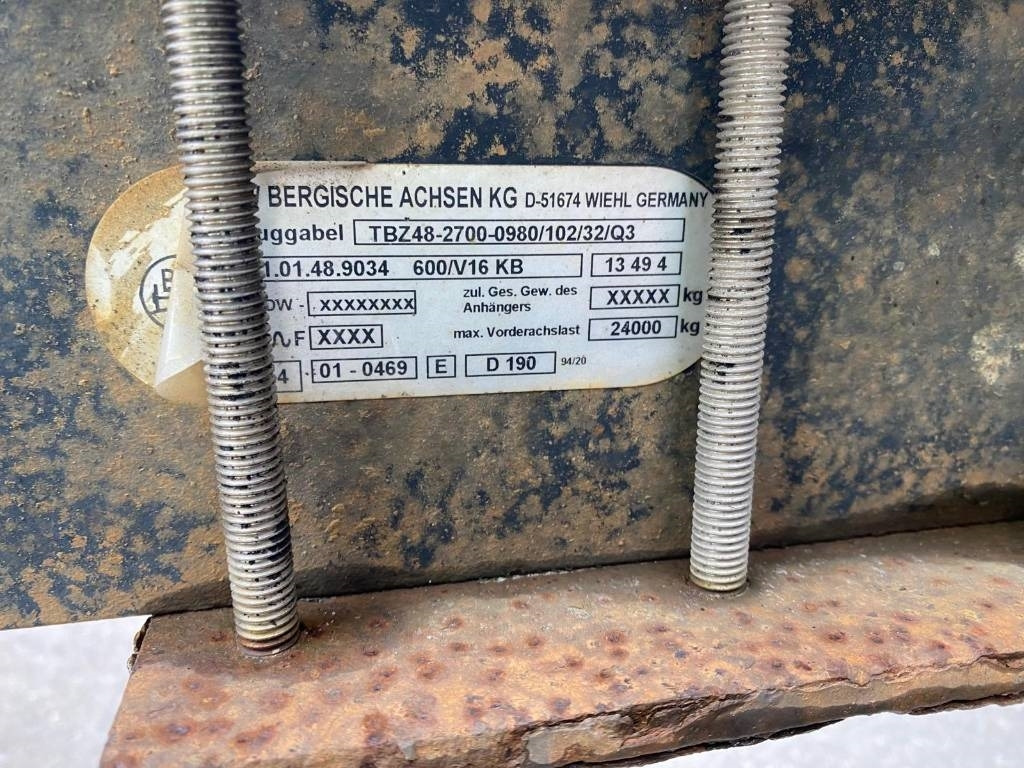 BERGISCHE ACHSEN KG D-51674 WIEHL GERMANY
uggabel TBZ48-2700-0980/102/32/Q3
1.01.48.9034 600/V16 KB 13 49 4
OW - XXXXXXXX zul. Ges. Gew. des Anhängers XXXXX kg
F XXXX max. Vorderachslast 24000 kg
4 01 - 0469 E D 190 94/20